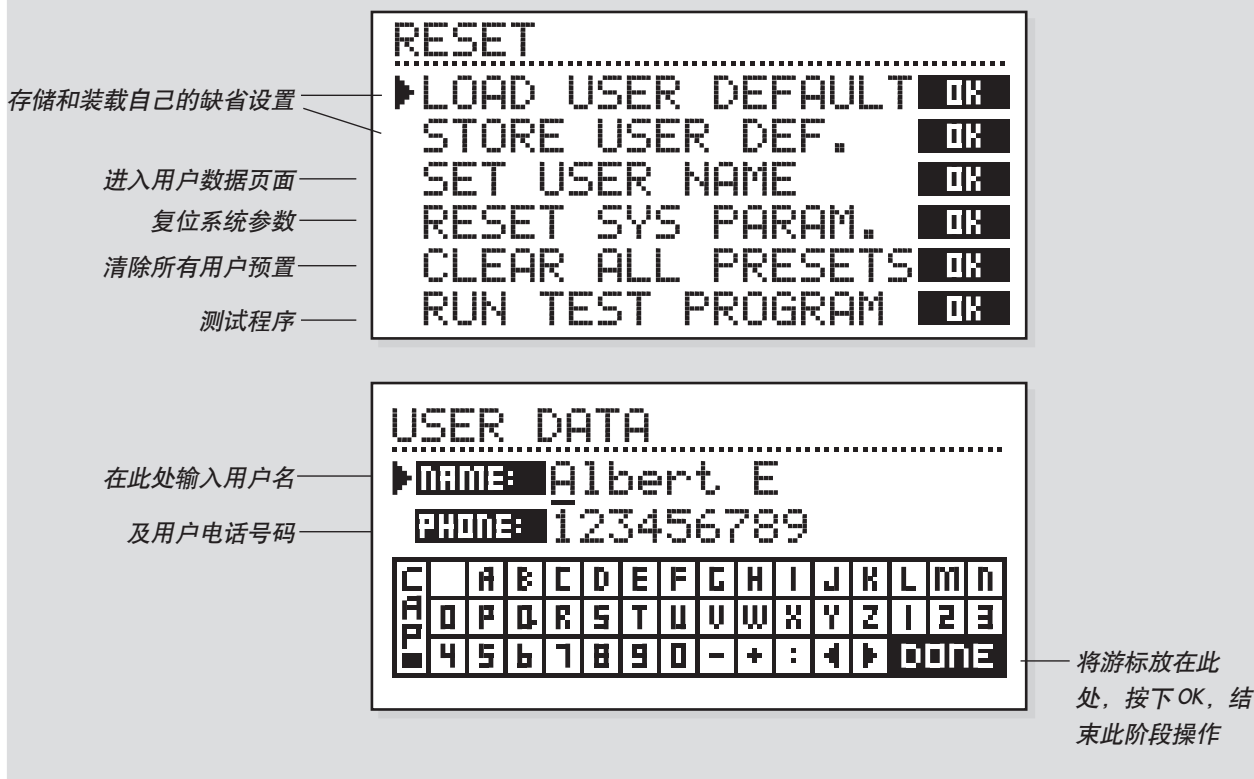 RESET
存储和装载自己的缺省设置
LOAD USER DEFAULT OK
STORE USER DEF. OK
进入用户数据页面
SET USER NAME OK
复位系统参数
RESET SYS PARAM. OK
清除所有用户预置
CLEAR ALL PRESETS OK
测试程序
RUN TEST PROGRAM OK
USER DATA
在此处输入用户名
NAME: Albert E
及用户电话号码
PHONE: 123456789
CAP
A B C D E F G H I J K L M N
O P Q R S T U V W X Y Z 1 2 3
4 5 6 7 8 9 0 - + : DONE
将游标放在此
处，按下 OK，结
束此阶段操作